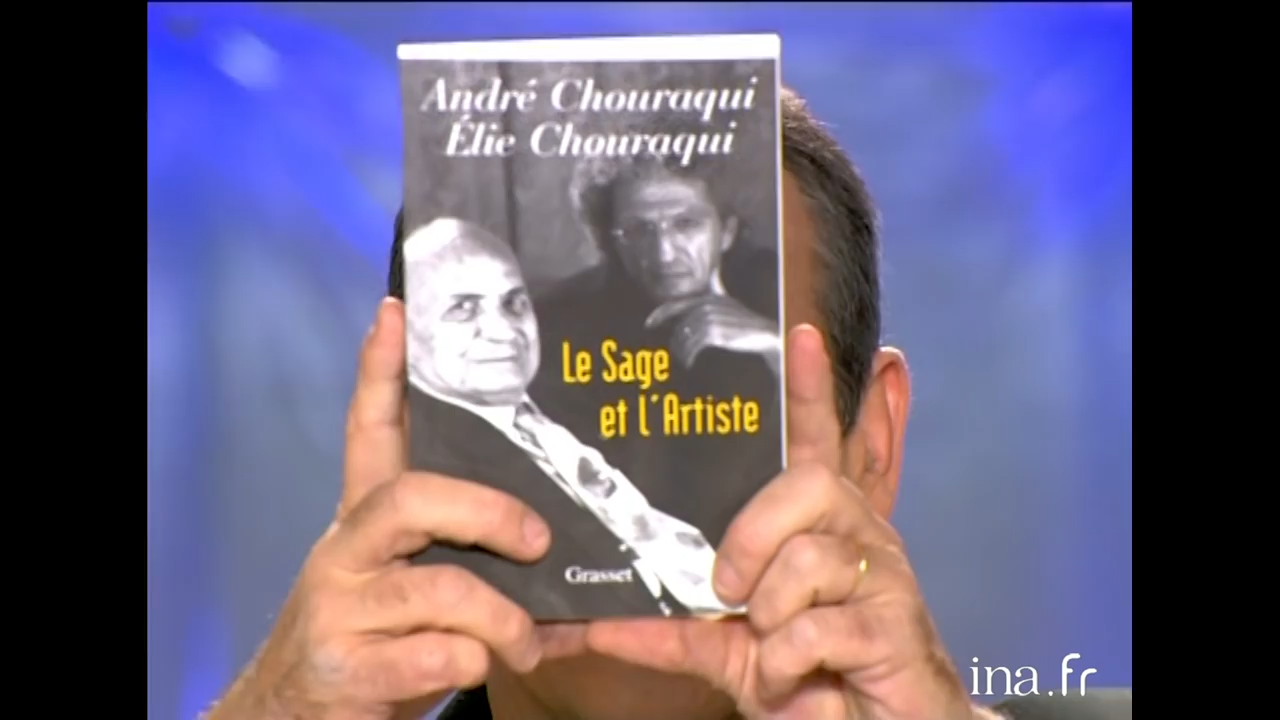 André Chouraqui
Élie Chouraqui
Le Sage
et l'Artiste
Grasset
ina.fr